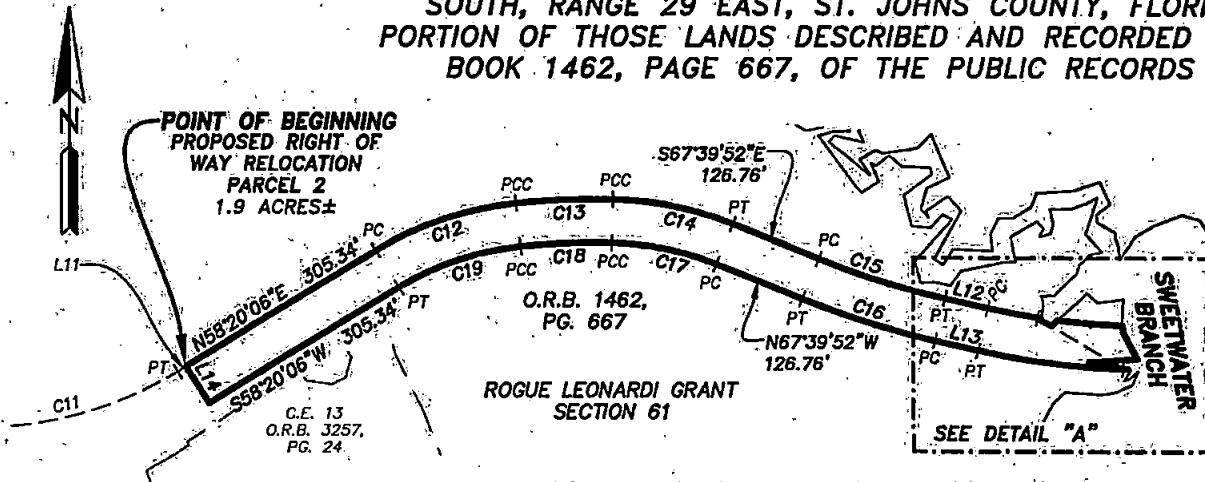 SOUTH, RANGE 29 EAST, ST. JOHNS COUNTY, FLORI
PORTION OF THOSE LANDS DESCRIBED AND RECORDED
BOOK 1462, PAGE 667, OF THE PUBLIC RECORDS
N
POINT OF BEGINNING
PROPOSED RIGHT OF
WAY RELOCATION
PARCEL 2
1.9 ACRES±
L11
PT
C11
L14
N58°20'06"E 305.34'
S58°20'06"W 305.34'
PC
C12
PCC
C13
PCC
C14
PT
S67°39'52"E
126.76'
PC
C15
L12
PC
PT
PT
C19
PCC
C18
PCC
C17
PC
PT
C16
PC
L13
PT
N67°39'52"W
126.76'
O.R.B. 1462,
PG. 667
ROGUE LEONARDI GRANT
SECTION 61
C.E. 13
O.R.B. 3257,
PG. 24
SWEETWATER
BRANCH
SEE DETAIL "A"